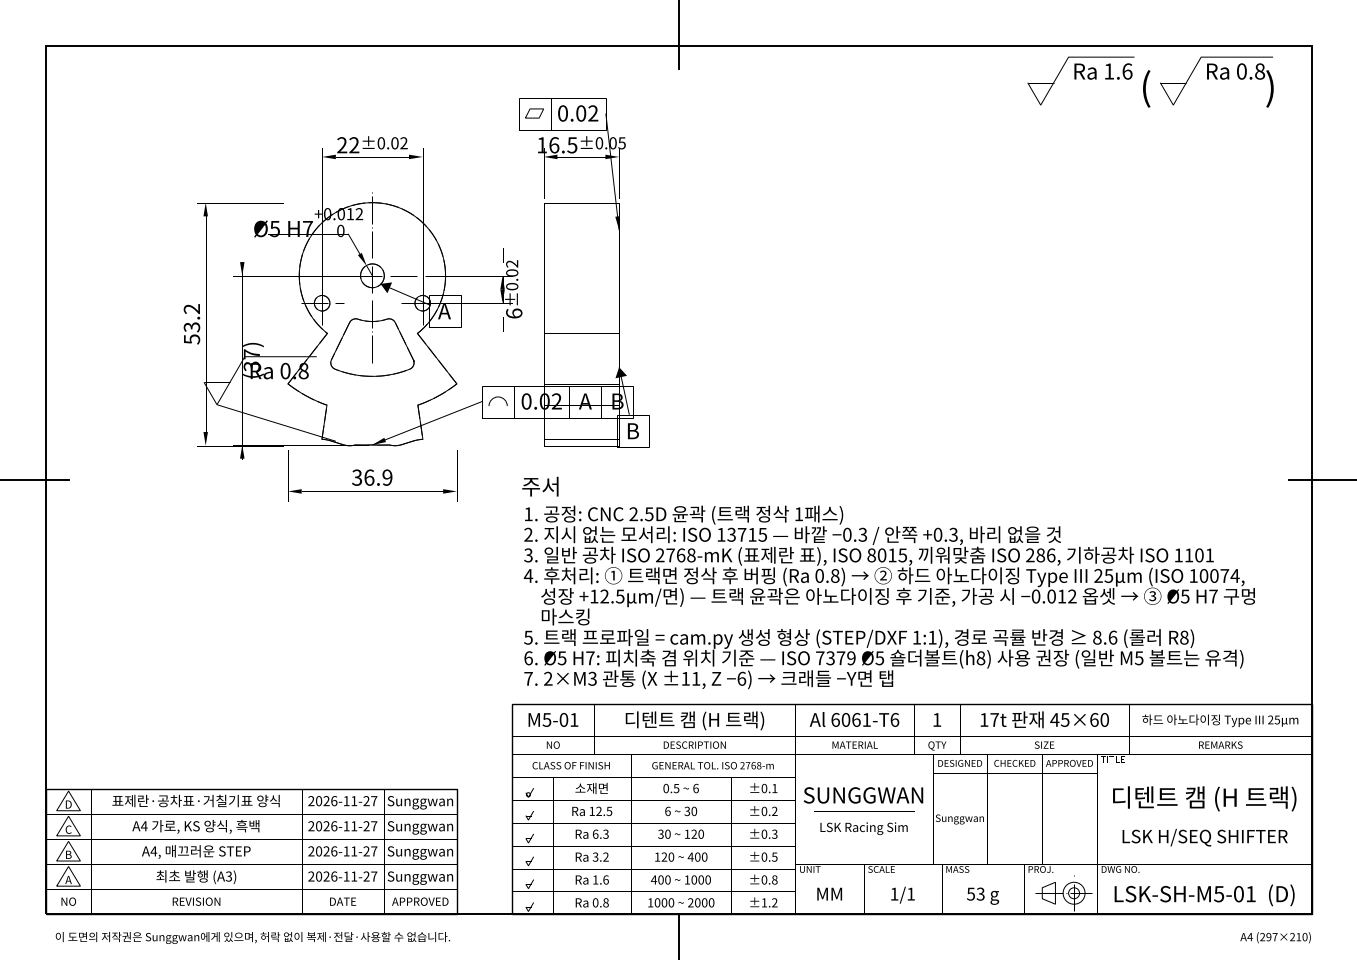 Ra 1.6 ( Ra 0.8 )
⏥ 0.02
22±0.02
16.5±0.05
Ø5 H7 +0.012 0
6±0.02
A
53.2
Ra 0.8
⌒ 0.02 A B
B
36.9
주서
1. 공정: CNC 2.5D 윤곽 (트랙 정삭 1패스)
2. 지시 없는 모서리: ISO 13715 — 바깥 −0.3 / 안쪽 +0.3, 바리 없을 것
3. 일반 공차 ISO 2768-mK (표제란 표), ISO 8015, 끼워맞춤 ISO 286, 기하공차 ISO 1101
4. 후처리: ① 트랙면 정삭 후 버핑 (Ra 0.8) → ② 하드 아노다이징 Type III 25µm (ISO 10074,
성장 +12.5µm/면) — 트랙 윤곽은 아노다이징 후 기준, 가공 시 −0.012 옵셋 → ③ Ø5 H7 구멍
마스킹
5. 트랙 프로파일 = cam.py 생성 형상 (STEP/DXF 1:1), 경로 곡률 반경 ≥ 8.6 (롤러 R8)
6. Ø5 H7: 피치축 겸 위치 기준 — ISO 7379 Ø5 숄더볼트(h8) 사용 권장 (일반 M5 볼트는 유격)
7. 2×M3 관통 (X ±11, Z −6) → 크래들 −Y면 탭
M5-01 디텐트 캠 (H 트랙) Al 6061-T6 1 17t 판재 45×60 하드 아노다이징 Type III 25µm
NO DESCRIPTION MATERIAL QTY SIZE REMARKS
CLASS OF FINISH GENERAL TOL. ISO 2768-m
소재면 0.5 ~ 6 ±0.1
Ra 12.5 6 ~ 30 ±0.2
Ra 6.3 30 ~ 120 ±0.3
Ra 3.2 120 ~ 400 ±0.5
Ra 1.6 400 ~ 1000 ±0.8
Ra 0.8 1000 ~ 2000 ±1.2
SUNGGWAN
LSK Racing Sim
DESIGNED CHECKED APPROVED
Sunggwan
TITLE
디텐트 캠 (H 트랙)
LSK H/SEQ SHIFTER
UNIT SCALE MASS PROJ. DWG NO.
MM 1/1 53 g LSK-SH-M5-01 (D)
D 표제란·공차표·거칠기표 양식 2026-11-27 Sunggwan
C A4 가로, KS 양식, 흑백 2026-11-27 Sunggwan
B A4, 매끄러운 STEP 2026-11-27 Sunggwan
A 최초 발행 (A3) 2026-11-27 Sunggwan
NO REVISION DATE APPROVED
이 도면의 저작권은 Sunggwan에게 있으며, 허락 없이 복제·전달·사용할 수 없습니다.
A4 (297×210)